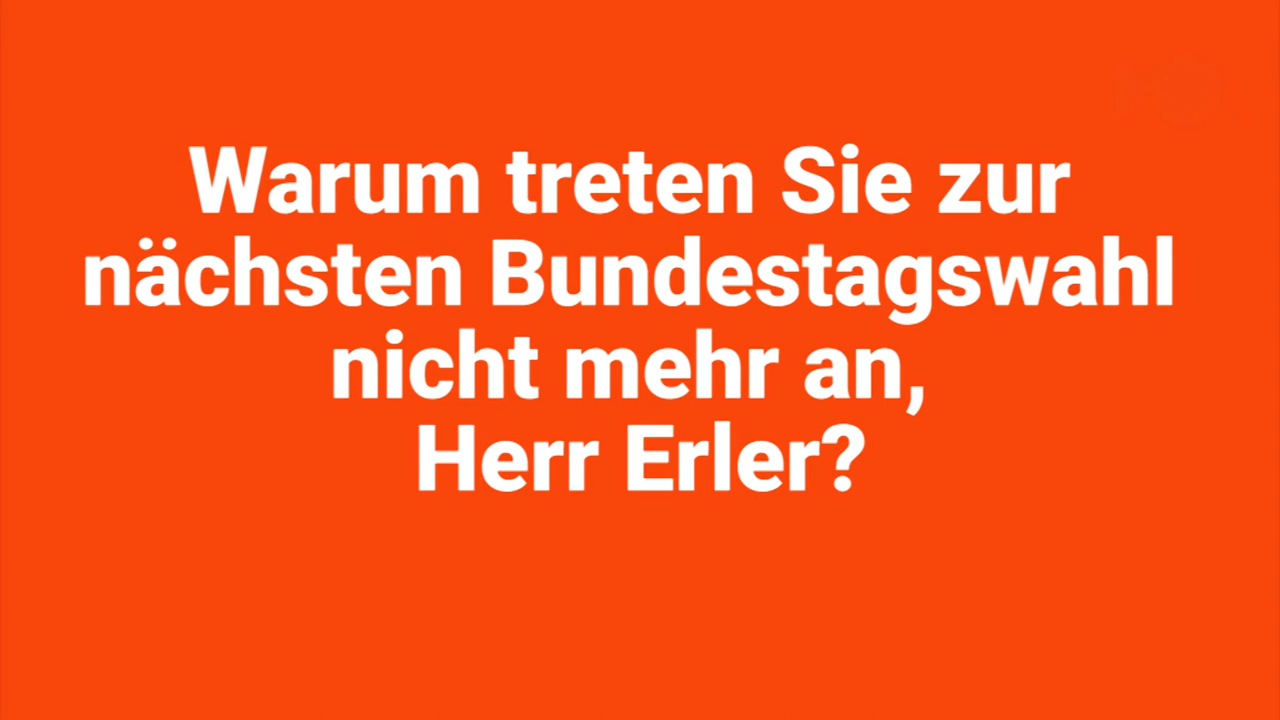 Warum treten Sie zur
nächsten Bundestagswahl
nicht mehr an,
Herr Erler?